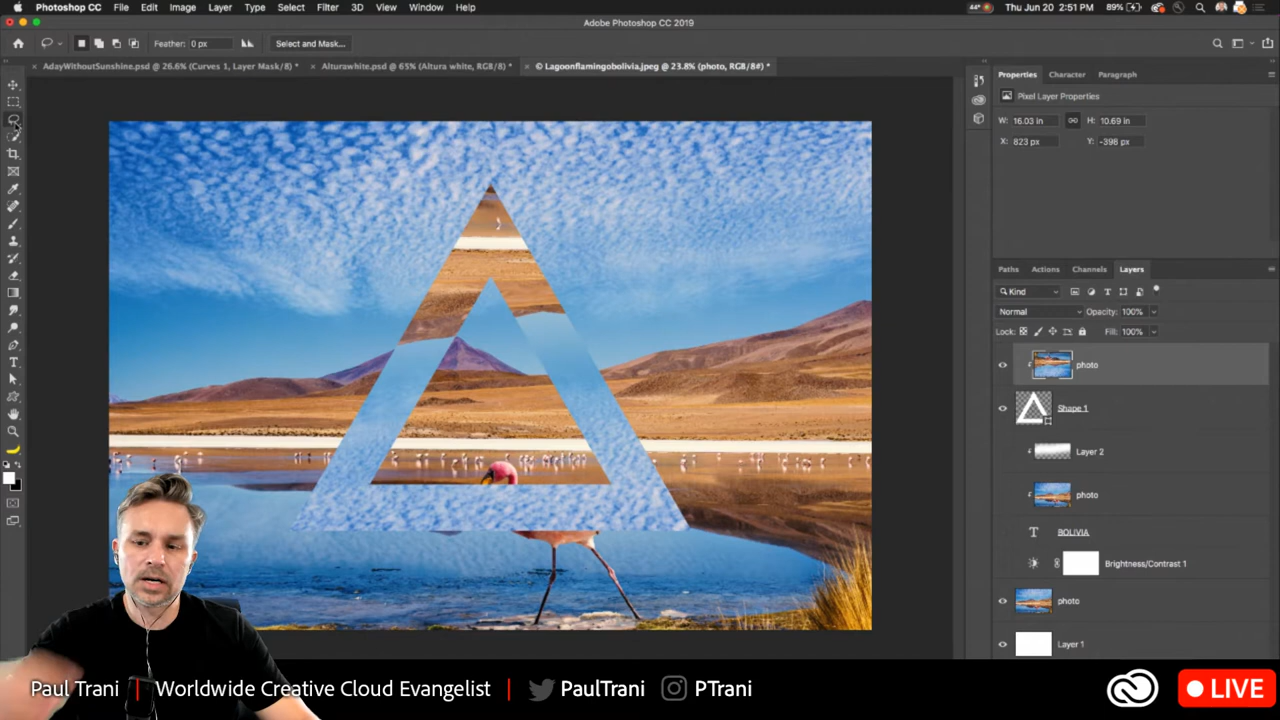 Photoshop CC File Edit Image Layer Type Select Filter 3D View Window Help
44° Thu Jun 20 2:51 PM 89%
Adobe Photoshop CC 2019
Feather: 0 px Select and Mask...
AdayWithoutSunshine.psd @ 26.6% (Curves 1, Layer Mask/8) * Alturawhite.psd @ 65% (Altura white, RGB/8) * © Lagoonflamingobolivia.jpeg @ 23.8% (photo, RGB/8#) *
Properties Character Paragraph
Pixel Layer Properties
W: 16.03 in H: 10.69 in
X: 823 px Y: -398 px
Paths Actions Channels Layers
Kind
Normal Opacity: 100%
Lock: Fill: 100%
photo
Shape 1
Layer 2
photo
T BOLIVIA
Brightness/Contrast 1
photo
Layer 1
Paul Trani | Worldwide Creative Cloud Evangelist | PaulTrani PTrani
LIVE